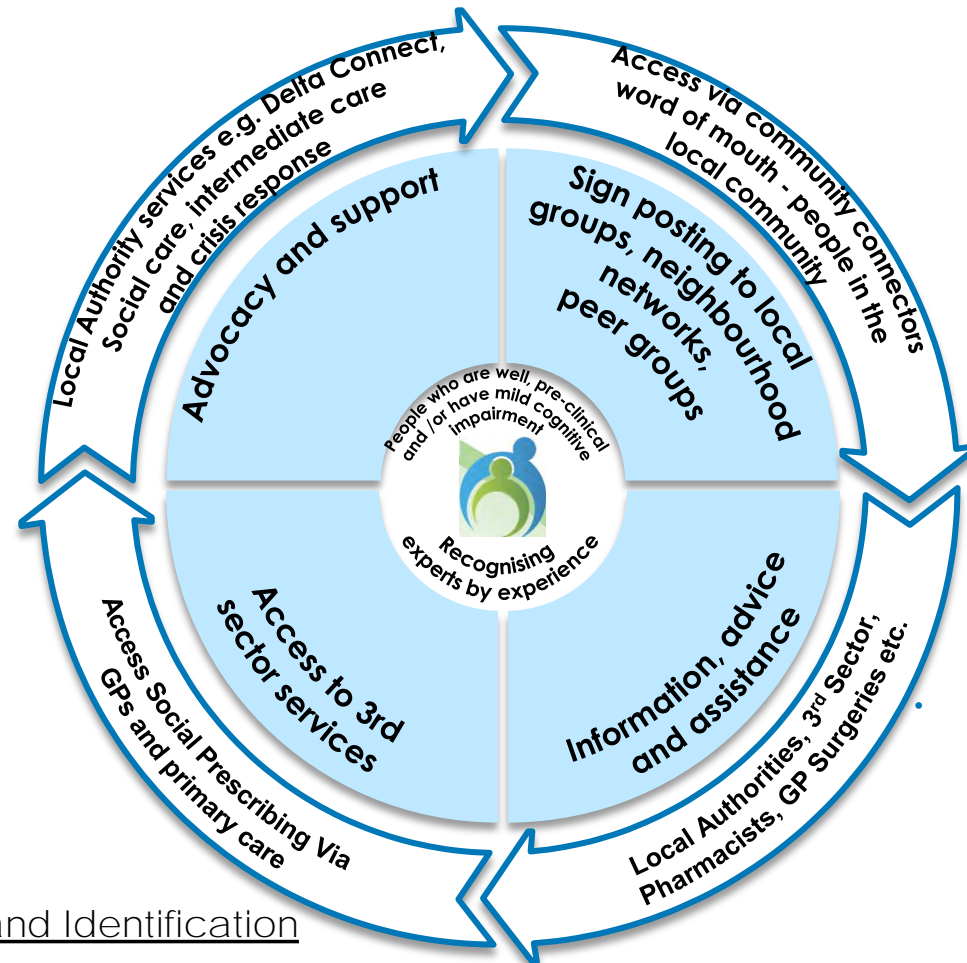 Local Authority services e.g. Delta Connect,
Social care, intermediate care
and crisis response
Access via community connectors
word of mouth - people in the
local community
Advocacy and support
Sign posting to local
groups, neighbourhood
networks,
peer groups
People who are well, pre-clinical
and /or have mild cognitive
impairment
Recognising
experts by experience
Access to 3rd
sector services
Information, advice
and assistance
Access Social Prescribing Via
GPs and primary care
Local Authorities, 3rd Sector,
Pharmacists, GP Surgeries etc.
and Identification